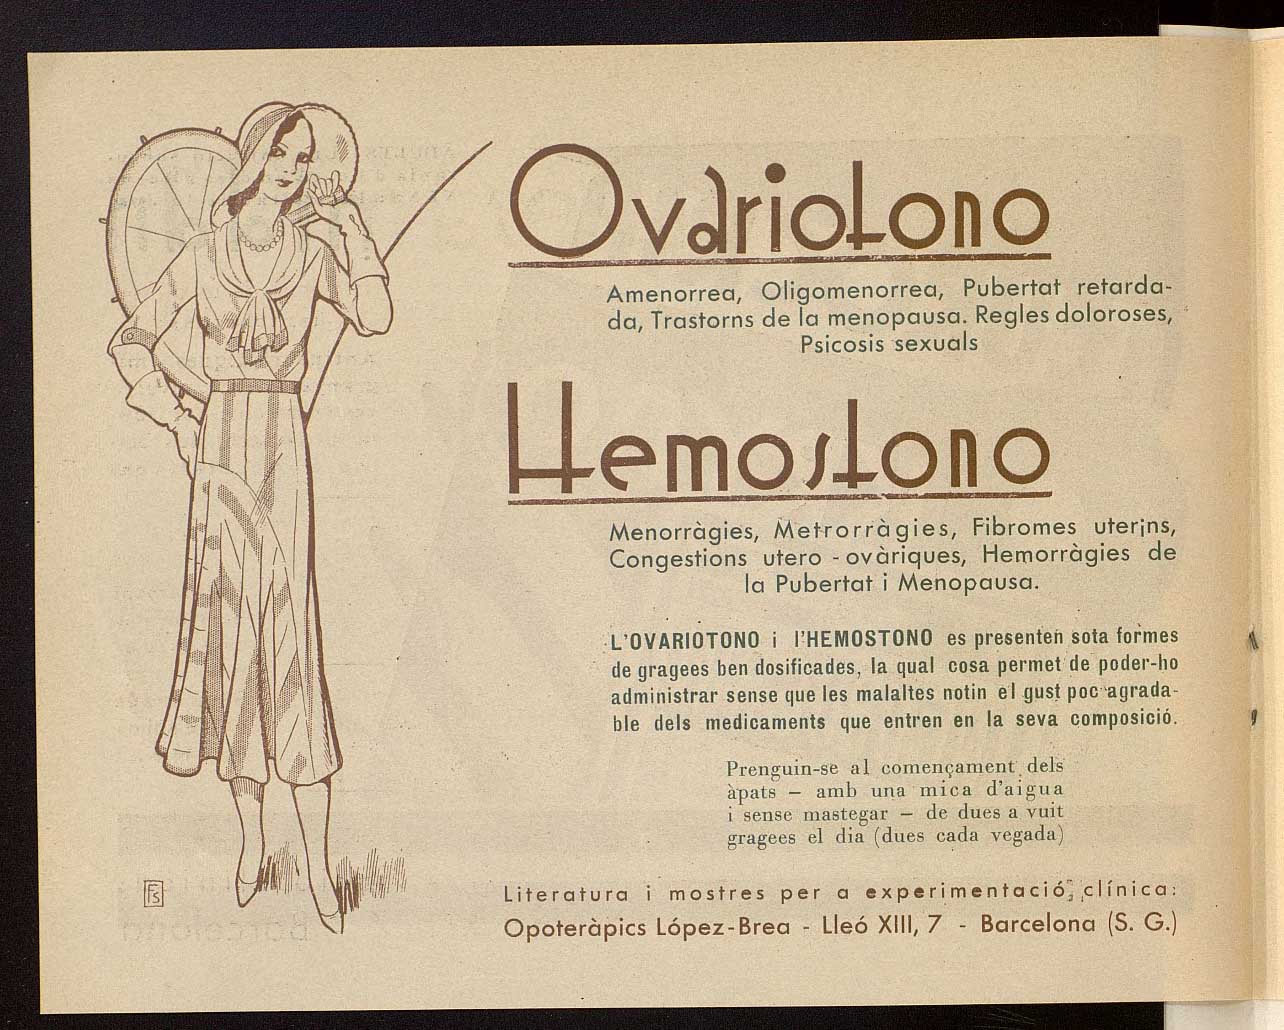 Ovariotono
Amenorrea, Oligomenorrea, Pubertat retarda-
da, Trastorns de la menopausa. Regles doloroses,
Psicosis sexuals
Hemostono
Menorràgies, Metrorràgies, Fibromes uterins,
Congestions utero - ovàriques, Hemorràgies de
la Pubertat i Menopausa.
L'OVARIOTONO i l'HEMOSTONO es presenten sota formes
de gragees ben dosificades, la qual cosa permet de poder-ho
administrar sense que les malaltes notin el gust poc agrada-
ble dels medicaments que entren en la seva composició.
Prenguin-se al començament dels
àpats — amb una mica d'aigua
i sense mastegar — de dues a vuit
gragees el dia (dues cada vegada)
Literatura i mostres per a experimentació clínica:
Opoteràpics López-Brea - Lleó XIII, 7 - Barcelona (S. G.)
FS